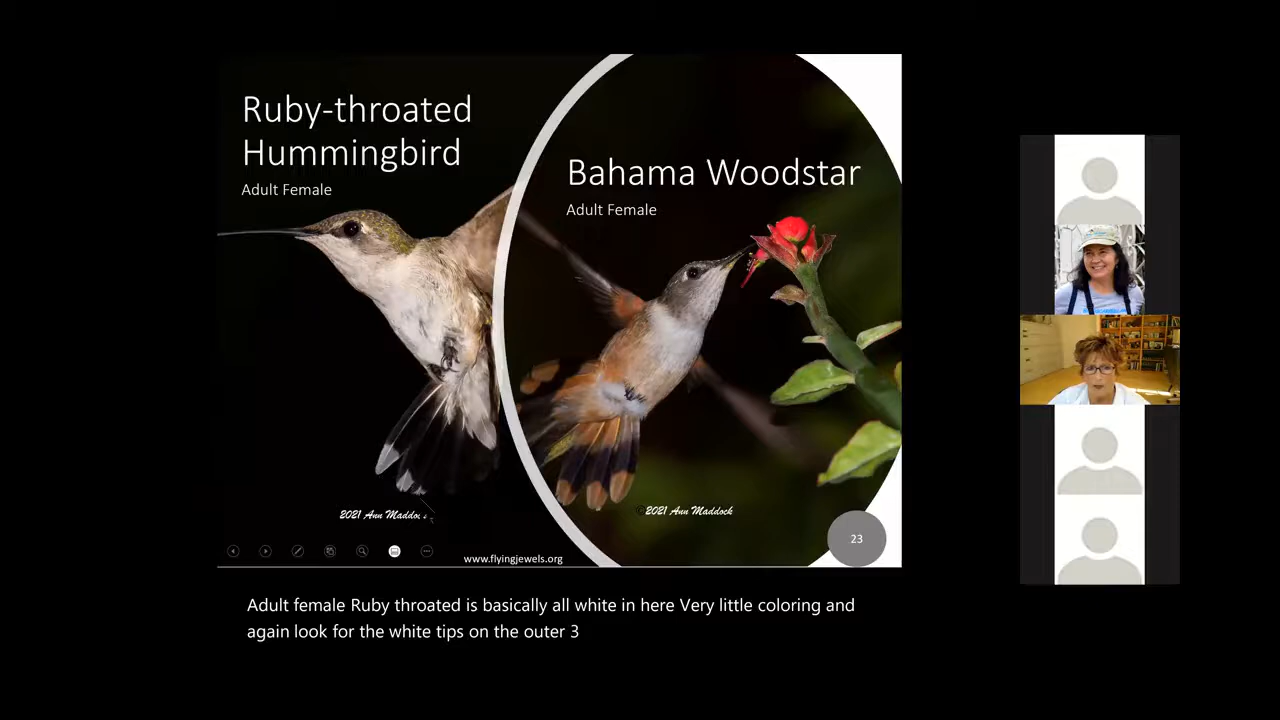 Ruby-throated
Hummingbird
Adult Female
Bahama Woodstar
Adult Female
2021 Ann
©2021 Ann Maddock
23
www.flyingjewels.org
Adult female Ruby throated is basically all white in here Very little coloring and
again look for the white tips on the outer 3